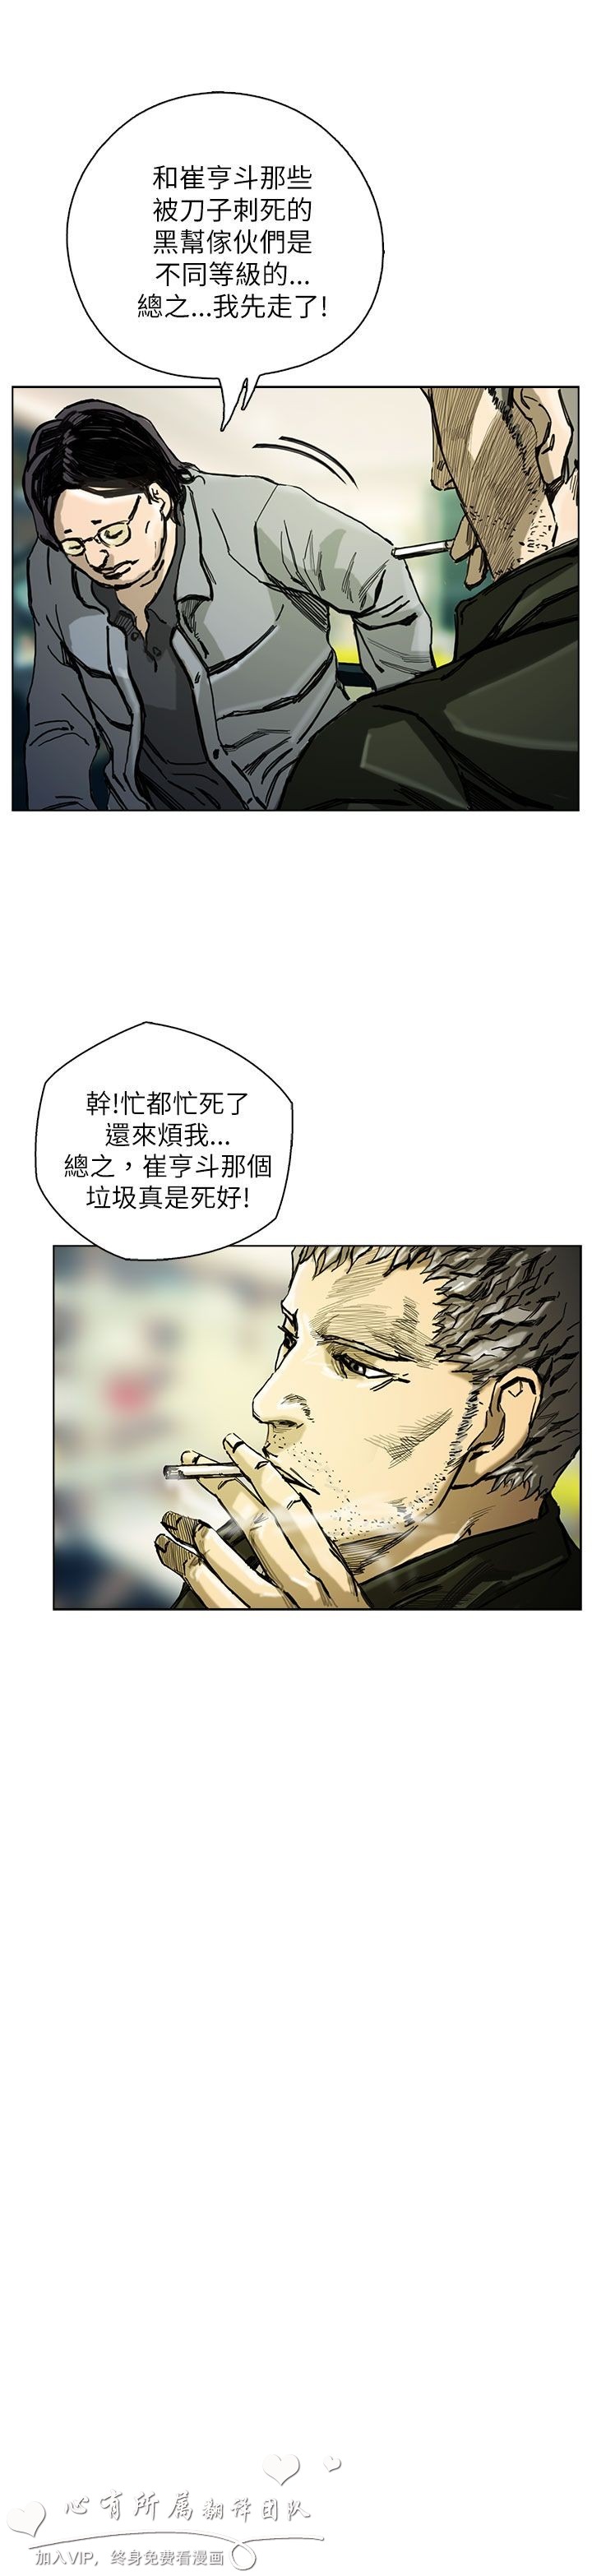 和崔亨斗那些
被刀子刺死的
黑幫傢伙們是
不同等級的...
總之...我先走了!
幹!忙都忙死了
還來煩我...
總之，崔亨斗那個
垃圾真是死好!
心有所属翻译团队
加入VIP，终身免费看漫画